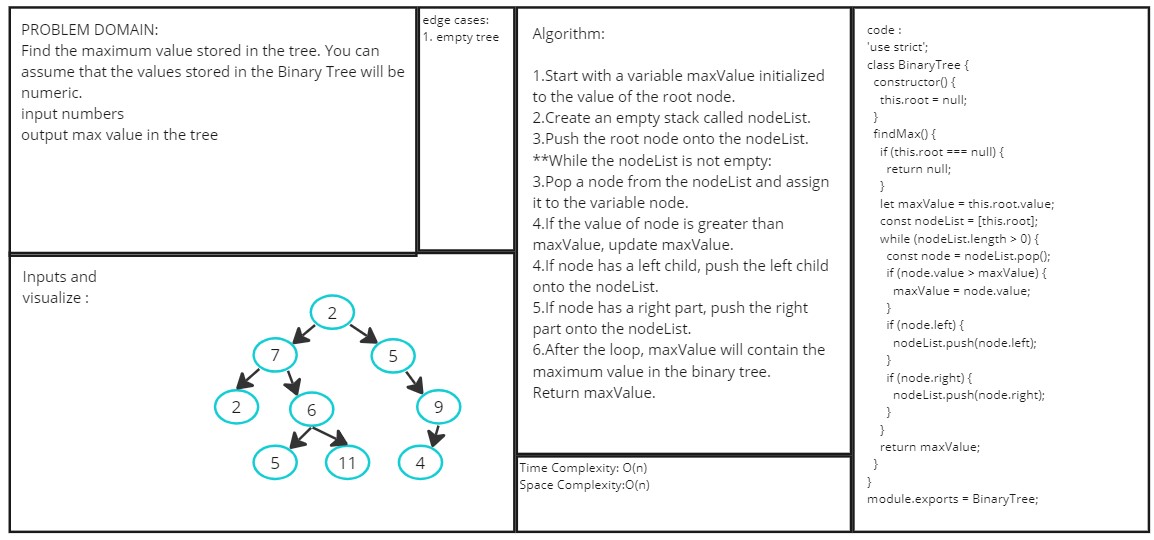 PROBLEM DOMAIN:
Find the maximum value stored in the tree. You can
assume that the values stored in the Binary Tree will be
numeric.
input numbers
output max value in the tree
edge cases:
1. empty tree
Inputs and
visualize :
2
7
5
2
6
9
5
11
4
Algorithm:
1.Start with a variable maxValue initialized
to the value of the root node.
2.Create an empty stack called nodeList.
3.Push the root node onto the nodeList.
**While the nodeList is not empty:
3.Pop a node from the nodeList and assign
it to the variable node.
4.If the value of node is greater than
maxValue, update maxValue.
4.If node has a left child, push the left child
onto the nodeList.
5.If node has a right part, push the right
part onto the nodeList.
6.After the loop, maxValue will contain the
maximum value in the binary tree.
Return maxValue.
Time Complexity: O(n)
Space Complexity:O(n)
code :
'use strict';
class BinaryTree {
constructor() {
this.root = null;
}
findMax() {
if (this.root === null) {
return null;
}
let maxValue = this.root.value;
const nodeList = [this.root];
while (nodeList.length > 0) {
const node = nodeList.pop();
if (node.value > maxValue) {
maxValue = node.value;
}
if (node.left) {
nodeList.push(node.left);
}
if (node.right) {
nodeList.push(node.right);
}
}
return maxValue;
}
}
module.exports = BinaryTree;